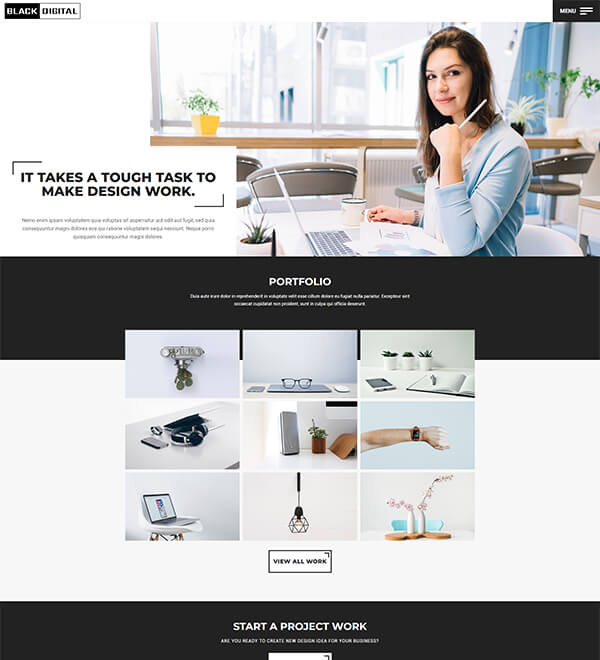 BLACK DIGITAL
MENU
IT TAKES A TOUGH TASK TO
MAKE DESIGN WORK.
Nemo enim ipsam voluptatem quia voluptas sit aspernatur aut odit aut fugit, sed quia
consequuntur magni dolores eos qui ratione voluptatem sequi nesciunt. Neque porro
quisquam consequuntur magni dolores.
PORTFOLIO
Duis aute irure dolor in reprehenderit in voluptate velit esse cillum dolore eu fugiat nulla pariatur. Excepteur sint
occaecat cupidatat non proident, sunt in culpa qui officia deserunt.
VIEW ALL WORK
START A PROJECT WORK
ARE YOU READY TO CREATE NEW DESIGN IDEA FOR YOUR BUSINESS?